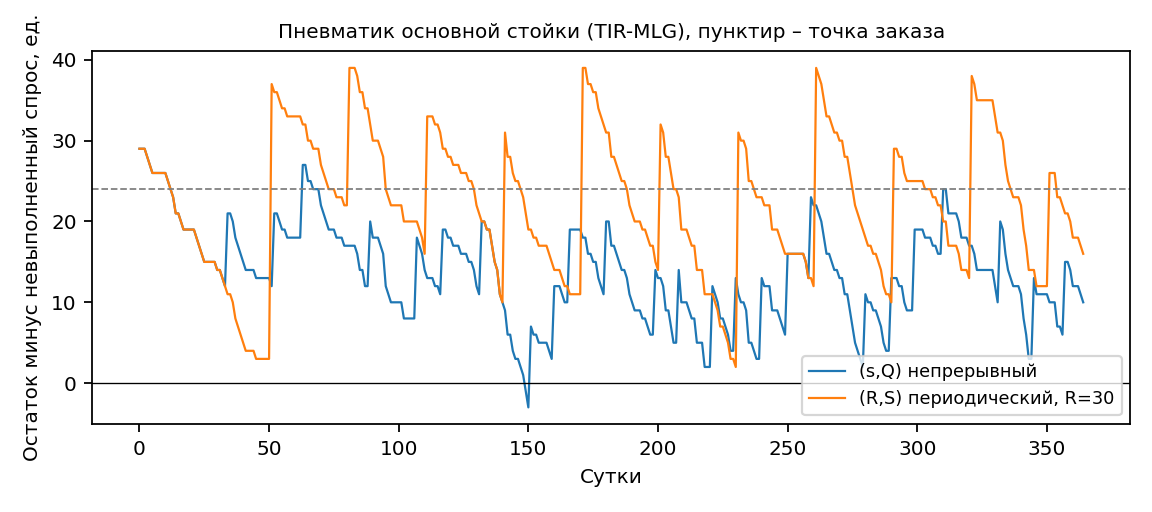 Пневматик основной стойки (TIR-MLG), пунктир – точка заказа
Остаток минус невыполненный спрос, ед.
40
30
20
10
0
0 50 100 150 200 250 300 350
Сутки
(s,Q) непрерывный
(R,S) периодический, R=30